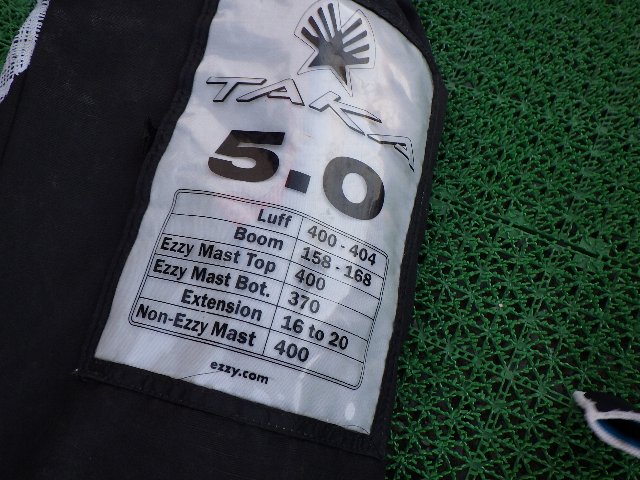 TAKA
5.0
Luff 400 - 404
Boom 158 - 168
Ezzy Mast Top 400
Ezzy Mast Bot. 370
Extension 16 to 20
Non-Ezzy Mast 400
ezzy.com